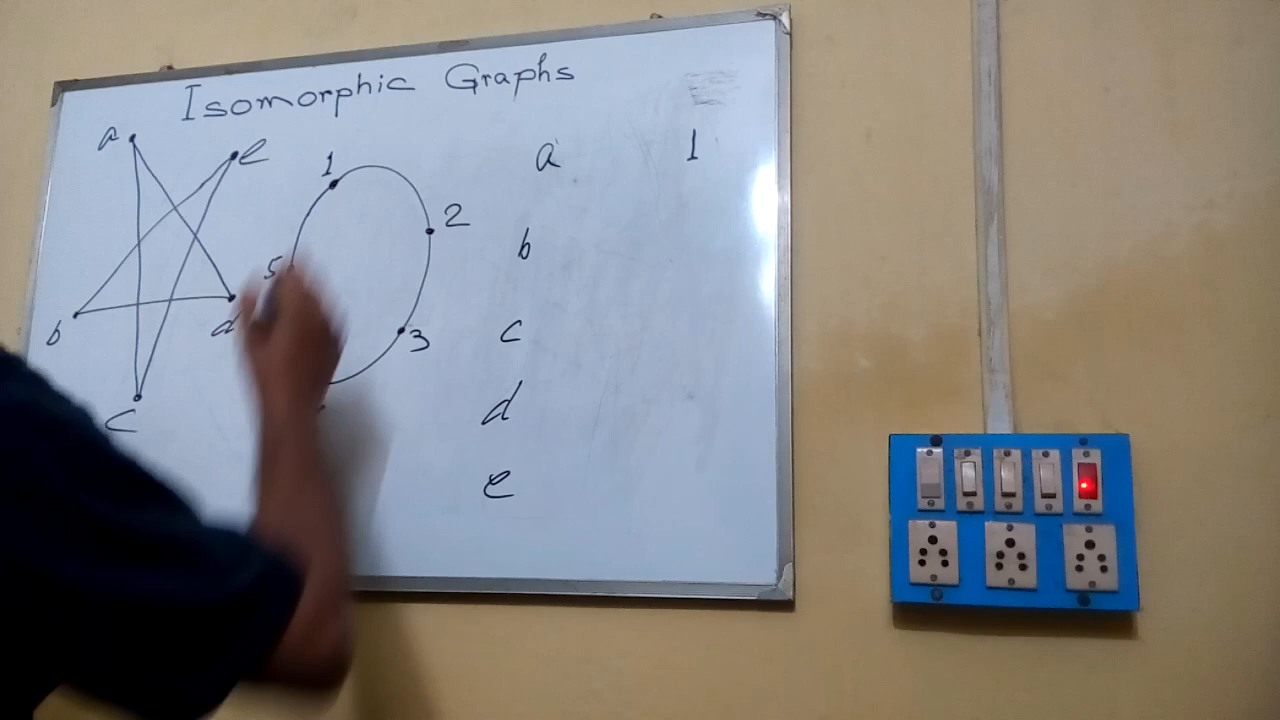 Isomorphic Graphs
a e 1 2 a 1
5 b
b d 3 c
c d
e